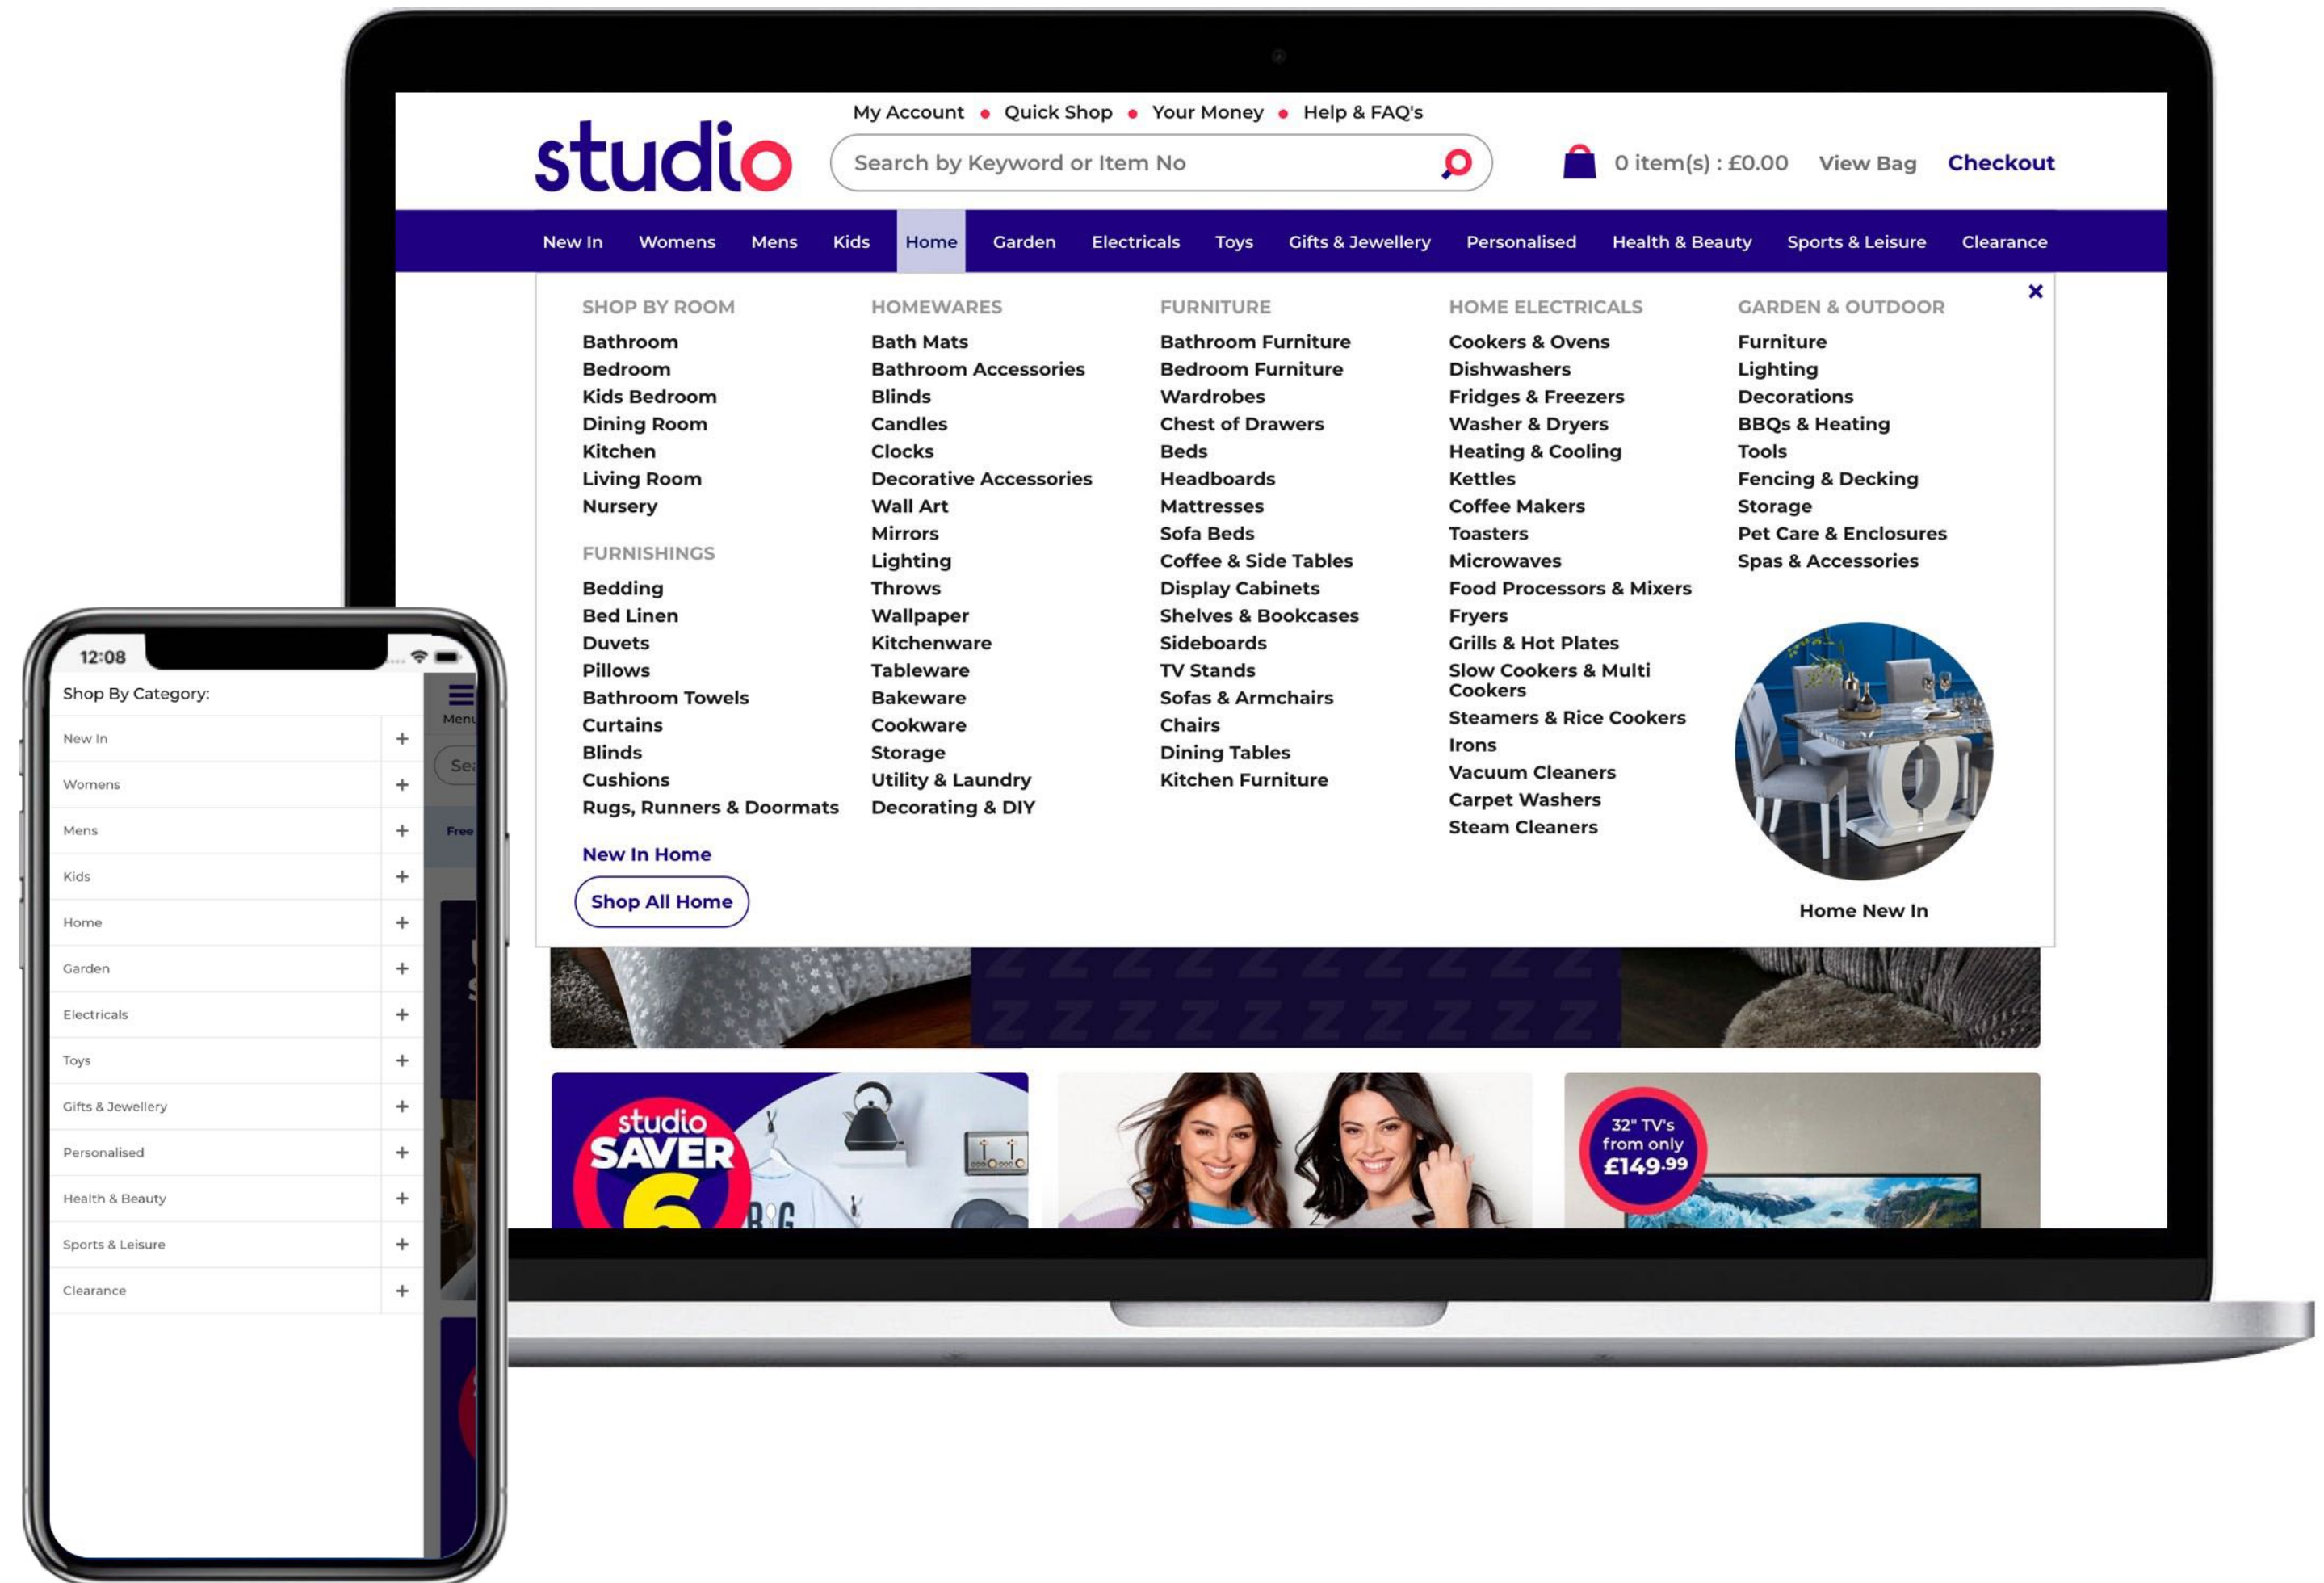 My Account • Quick Shop • Your Money • Help & FAQ's
studio
Search by Keyword or Item No
0 item(s) : £0.00 View Bag Checkout
New In Womens Mens Kids Home Garden Electricals Toys Gifts & Jewellery Personalised Health & Beauty Sports & Leisure Clearance
SHOP BY ROOM
Bathroom
Bedroom
Kids Bedroom
Dining Room
Kitchen
Living Room
Nursery
FURNISHINGS
Bedding
Bed Linen
Duvets
Pillows
Bathroom Towels
Curtains
Blinds
Cushions
Rugs, Runners & Doormats
New In Home
Shop All Home
HOMEWARES
Bath Mats
Bathroom Accessories
Blinds
Candles
Clocks
Decorative Accessories
Wall Art
Mirrors
Lighting
Throws
Wallpaper
Kitchenware
Tableware
Bakeware
Cookware
Storage
Utility & Laundry
Decorating & DIY
FURNITURE
Bathroom Furniture
Bedroom Furniture
Wardrobes
Chest of Drawers
Beds
Headboards
Mattresses
Sofa Beds
Coffee & Side Tables
Display Cabinets
Shelves & Bookcases
Sideboards
TV Stands
Sofas & Armchairs
Chairs
Dining Tables
Kitchen Furniture
HOME ELECTRICALS
Cookers & Ovens
Dishwashers
Fridges & Freezers
Washer & Dryers
Heating & Cooling
Kettles
Coffee Makers
Toasters
Microwaves
Food Processors & Mixers
Fryers
Grills & Hot Plates
Slow Cookers & Multi
Cookers
Steamers & Rice Cookers
Irons
Vacuum Cleaners
Carpet Washers
Steam Cleaners
GARDEN & OUTDOOR
Furniture
Lighting
Decorations
BBQs & Heating
Tools
Fencing & Decking
Storage
Pet Care & Enclosures
Spas & Accessories
Home New In
Z Z Z Z Z Z Z Z Z Z
Z Z Z Z Z Z Z Z Z Z
studio
SAVER
6
BIG
32" TV's
from only
£149.99
12:08
Shop By Category:
New In +
Womens +
Mens +
Kids +
Home +
Garden +
Electricals +
Toys +
Gifts & Jewellery +
Personalised +
Health & Beauty +
Sports & Leisure +
Clearance +
Menu
Free